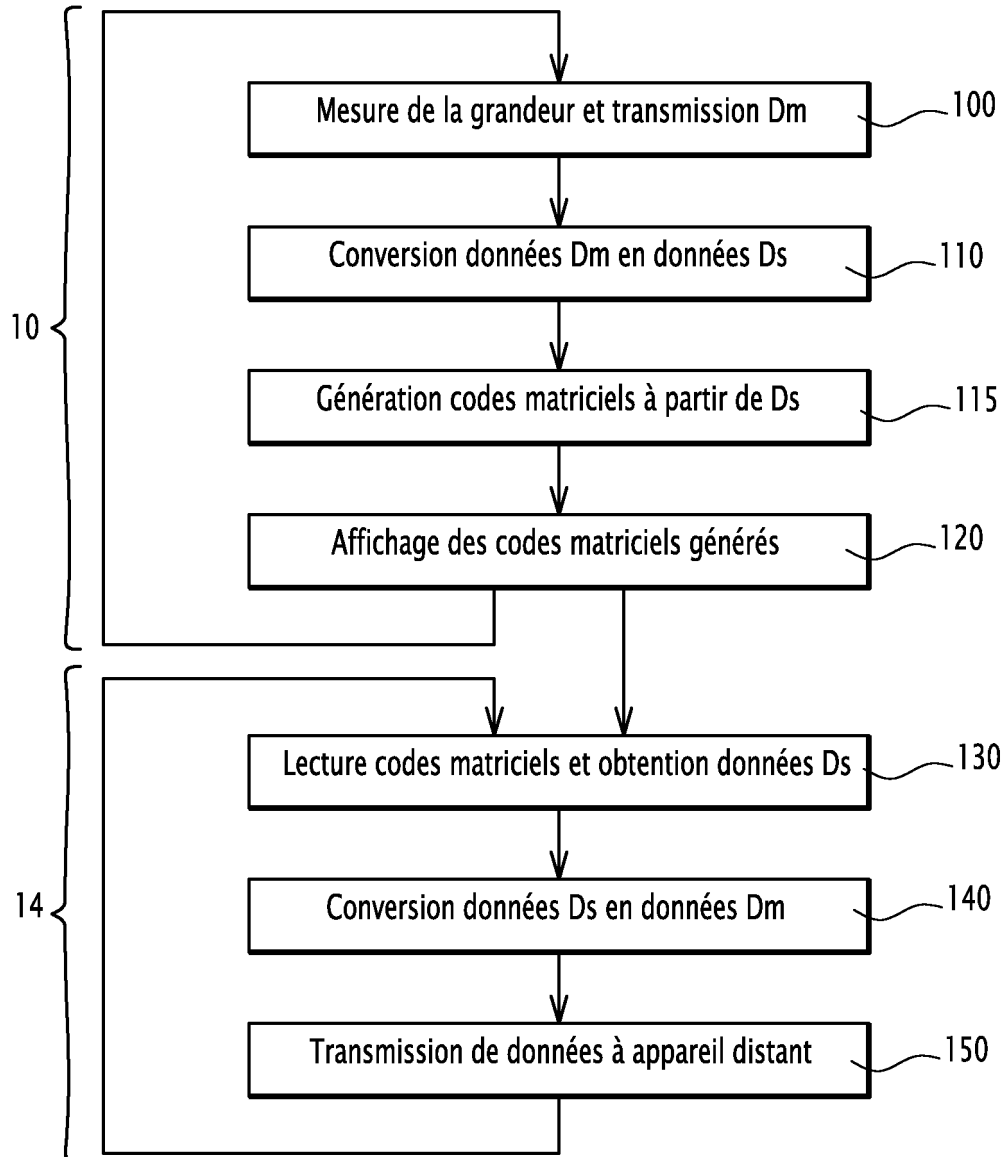 Mesure de la grandeur et transmission Dm
100
Conversion données Dm en données Ds
110
10
Génération codes matriciels à partir de Ds
115
Affichage des codes matriciels générés
120
Lecture codes matriciels et obtention données Ds
130
14
Conversion données Ds en données Dm
140
Transmission de données à appareil distant
150